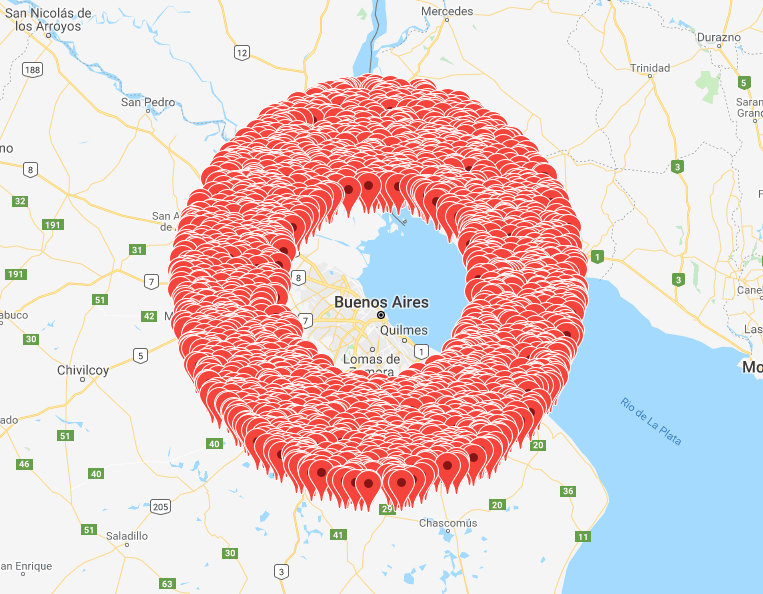 San Nicolás de
los Arroyos
Mercedes
Durazno
12
188
Trinidad
5
San Pedro
Saran
Grand
no
8
3
32
191
San A
de
31
1
191
7
8
3
51
Canel
Buenos Aires
abuco
42
M
7
Quilmes
30
Las
5
1
Lomas de
Zamora
Mo
Chivilcoy
Río de La Plata
ado
51
40
20
46
40
36
205
20
29
51
41
Chascomús
Saladillo
11
30
an Enrique
3
63